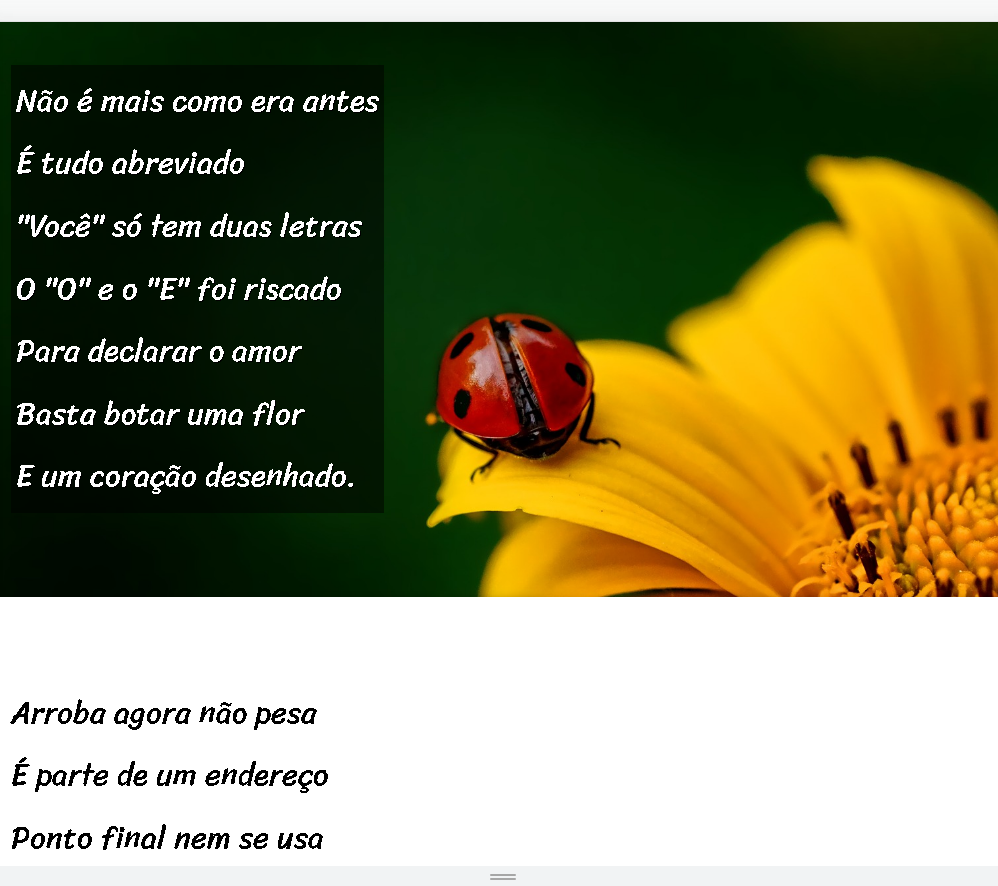 Não é mais como era antes
É tudo abreviado
"Você" só tem duas letras
O "O" e o "E" foi riscado
Para declarar o amor
Basta botar uma flor
E um coração desenhado.
Arroba agora não pesa
É parte de um endereço
Ponto final nem se usa